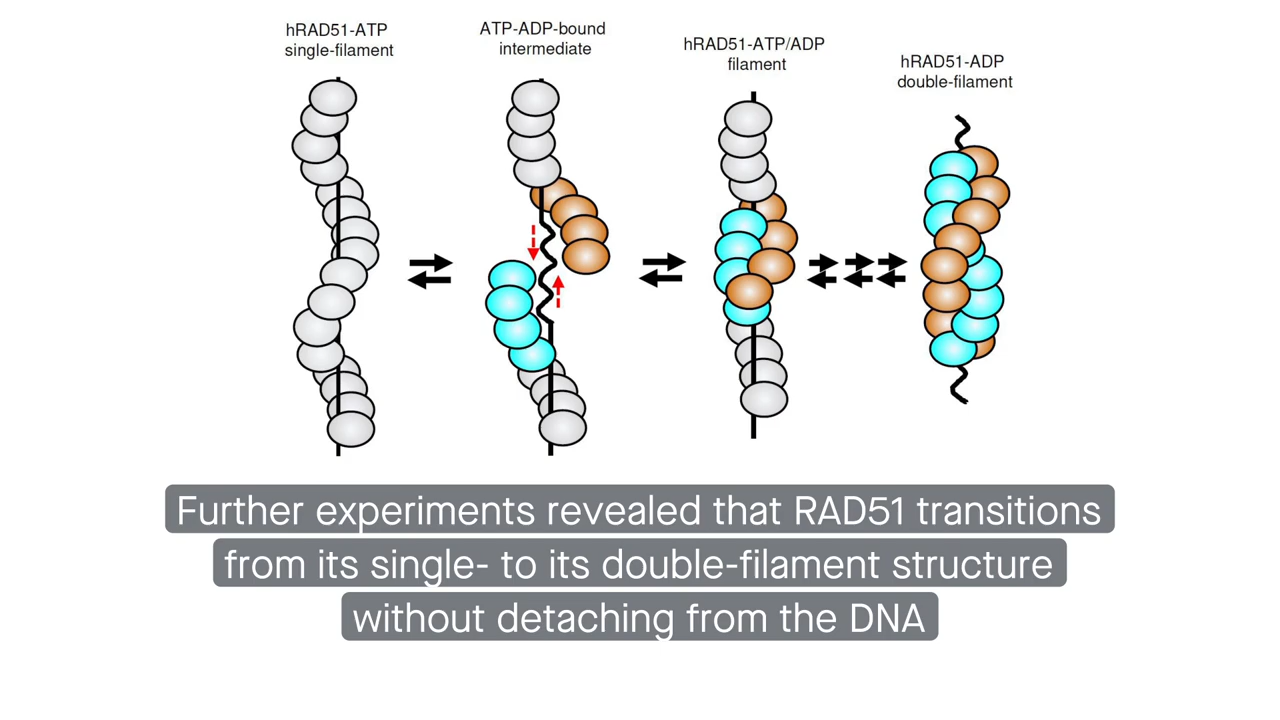 hRAD51-ATP
single-filament
ATP-ADP-bound
intermediate
hRAD51-ATP/ADP
filament
hRAD51-ADP
double-filament
Further experiments revealed that RAD51 transitions
from its single- to its double-filament structure
without detaching from the DNA